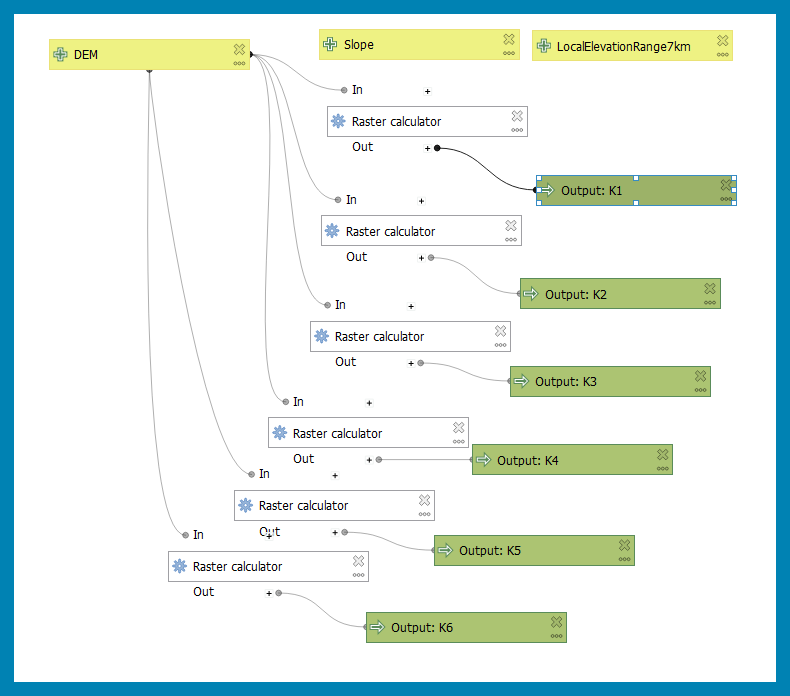 DEM
Slope
LocalElevationRange7km
In +
Raster calculator
Out +
Output: K1
In +
Raster calculator
Out +
Output: K2
In +
Raster calculator
Out +
Output: K3
In +
Raster calculator
Out +
Output: K4
In +
Raster calculator
Out +
Output: K5
In +
Raster calculator
Out +
Output: K6